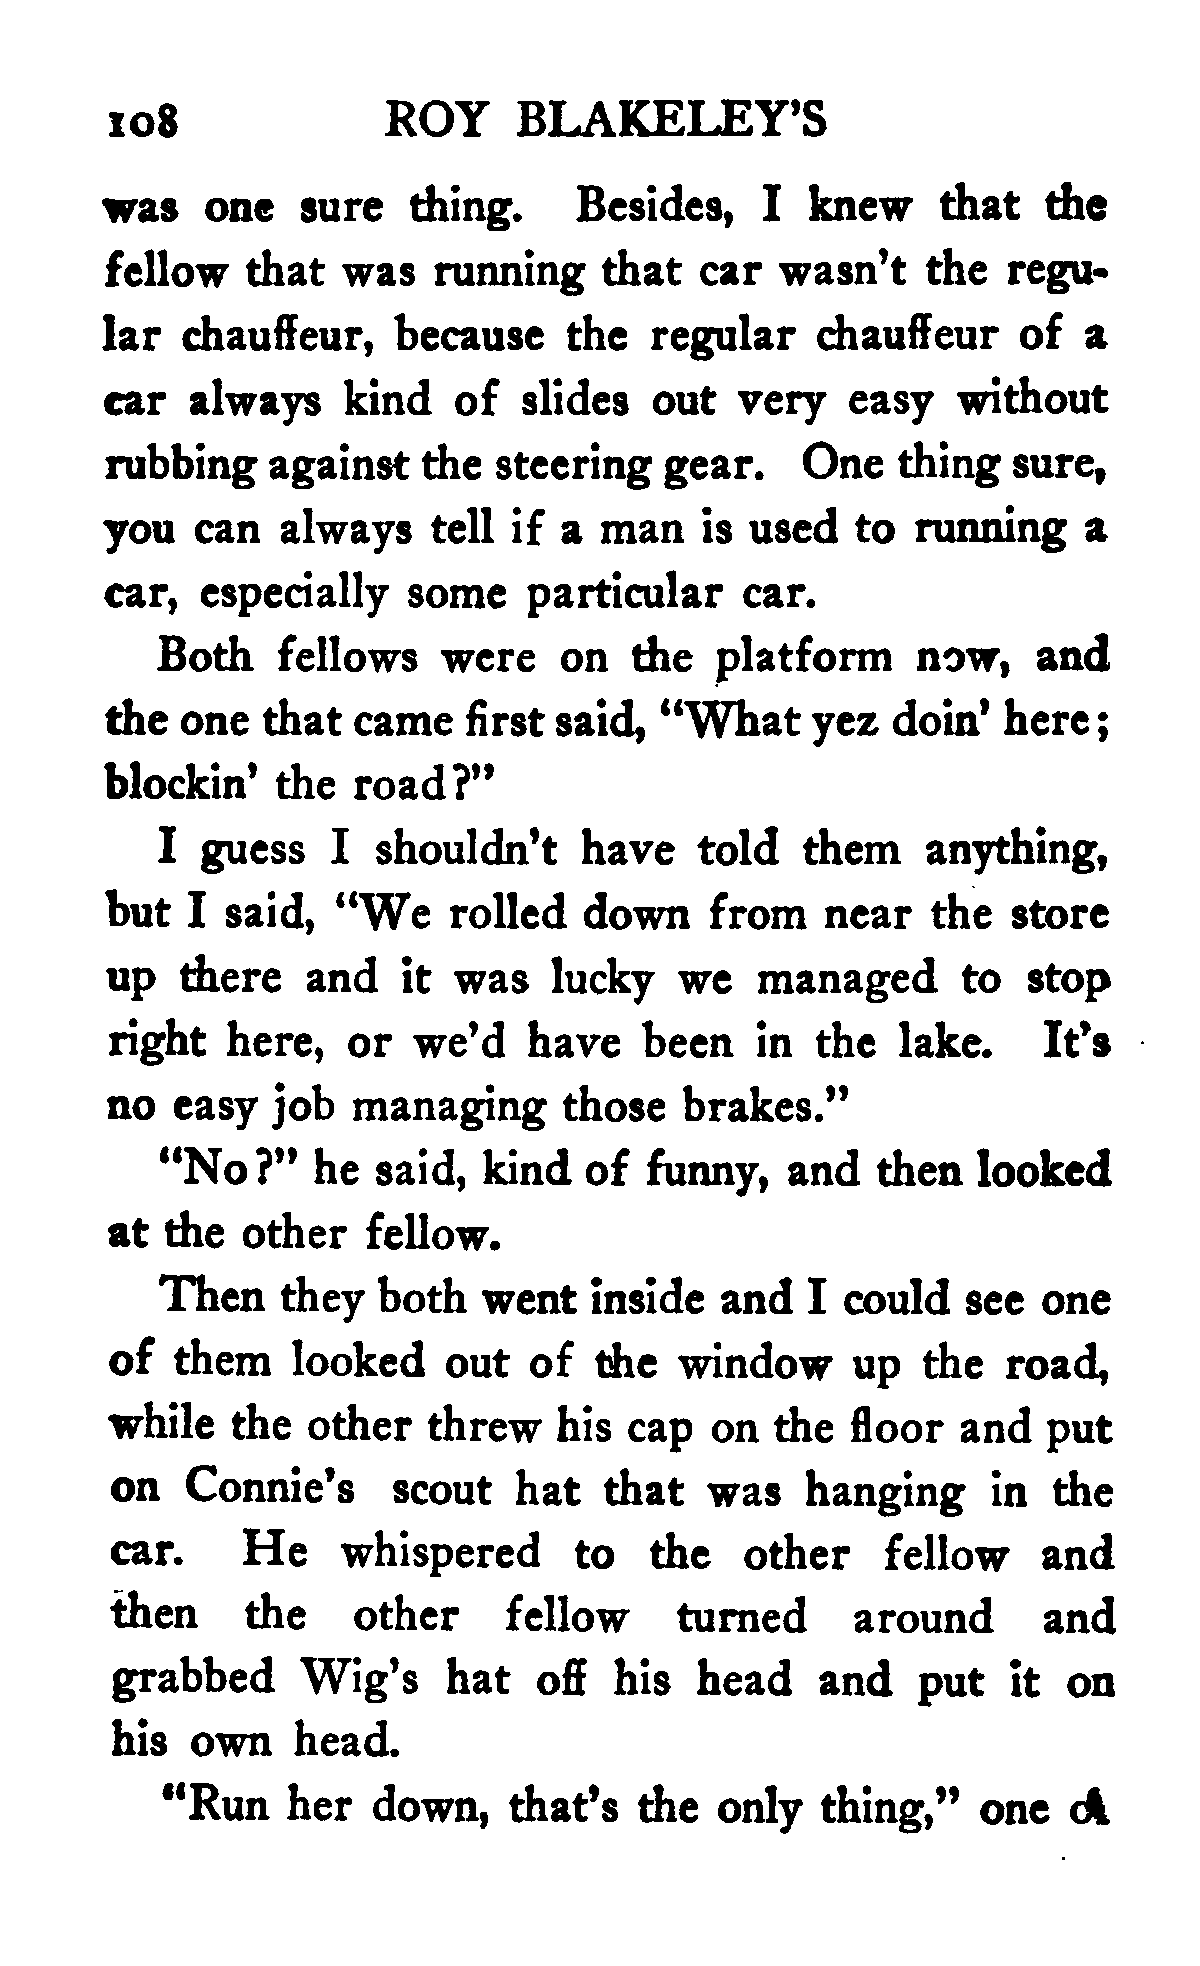 108 ROY BLAKELEY'S
was one sure thing. Besides, I knew that the
fellow that was running that car wasn't the regu-
lar chauffeur, because the regular chauffeur of a
car always kind of slides out very easy without
rubbing against the steering gear. One thing sure,
you can always tell if a man is used to running a
car, especially some particular car.
Both fellows were on the platform now, and
the one that came first said, "What yez doin' here;
blockin' the road?"
I guess I shouldn't have told them anything,
but I said, "We rolled down from near the store
up there and it was lucky we managed to stop
right here, or we'd have been in the lake. It's
no easy job managing those brakes."
"No?" he said, kind of funny, and then looked
at the other fellow.
Then they both went inside and I could see one
of them looked out of the window up the road,
while the other threw his cap on the floor and put
on Connie's scout hat that was hanging in the
car. He whispered to the other fellow and
then the other fellow turned around and
grabbed Wig's hat off his head and put it on
his own head.
"Run her down, that's the only thing," one